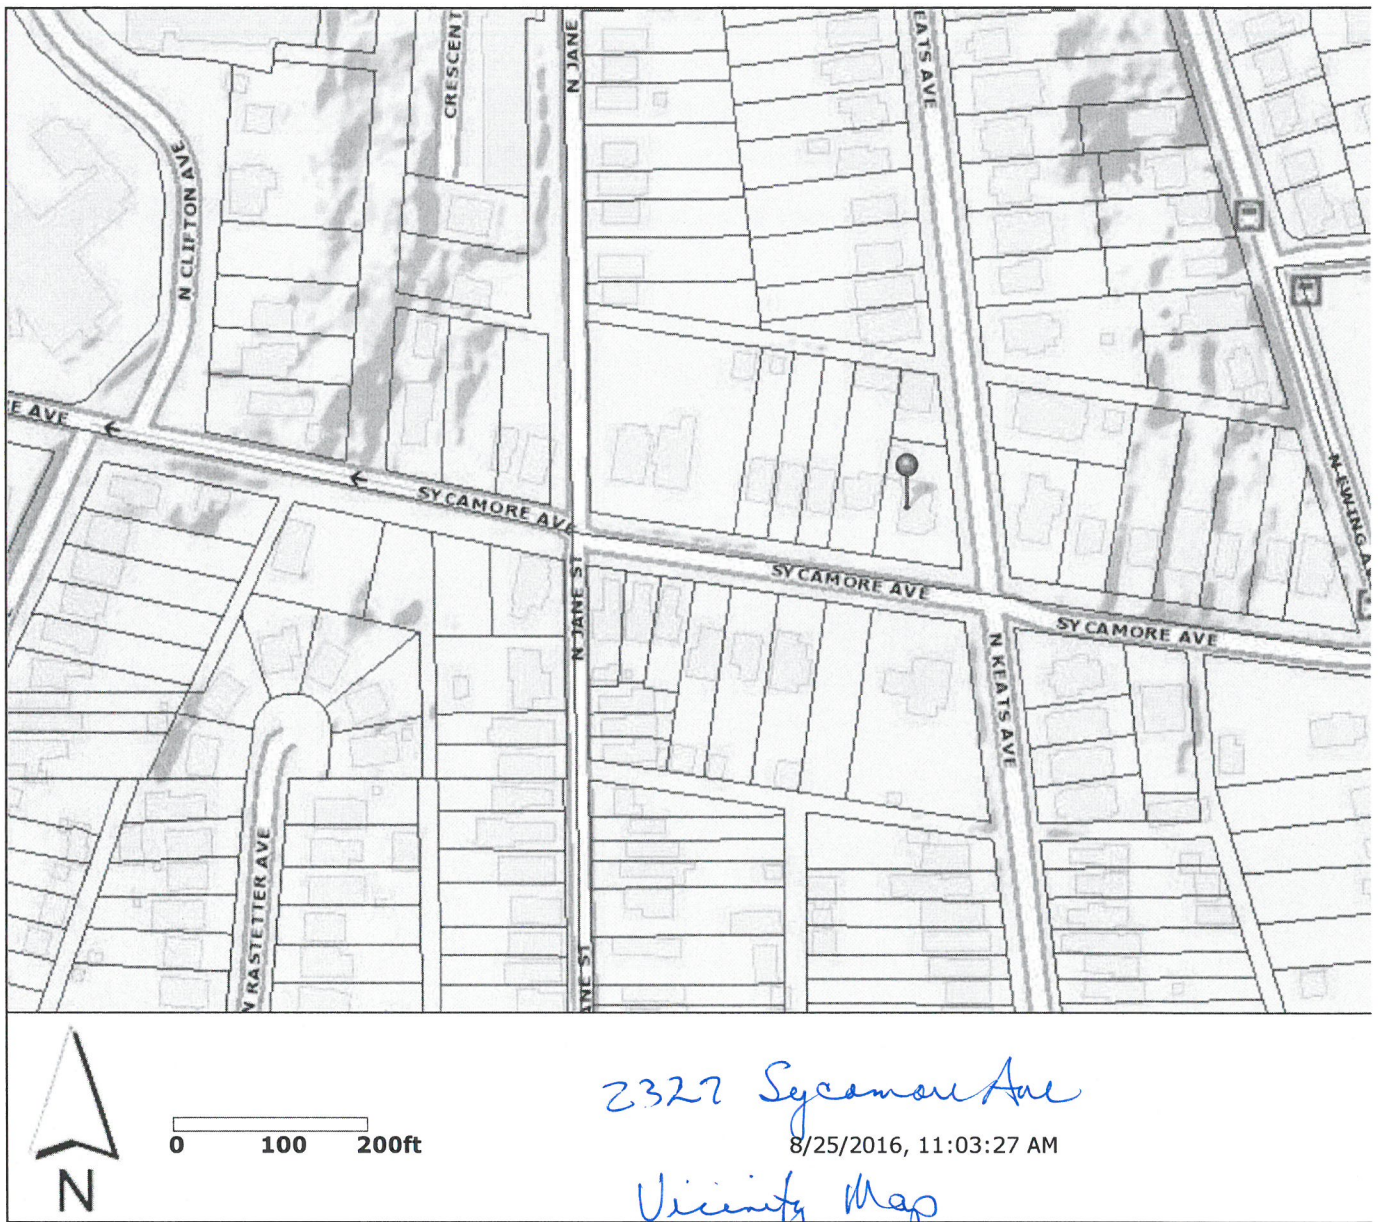 CRESCENT
N JANE
EATS AVE
N CLIFTON AVE
E AVE
SYCAMORE AVE
N EWING AV
SYCAMORE AVE
N JANE ST
SYCAMORE AVE
N KEATS AVE
N RASTETTER AVE
ANE ST
0 100 200ft
N
2327 Sycamore Ave
8/25/2016, 11:03:27 AM
Vicinity Map